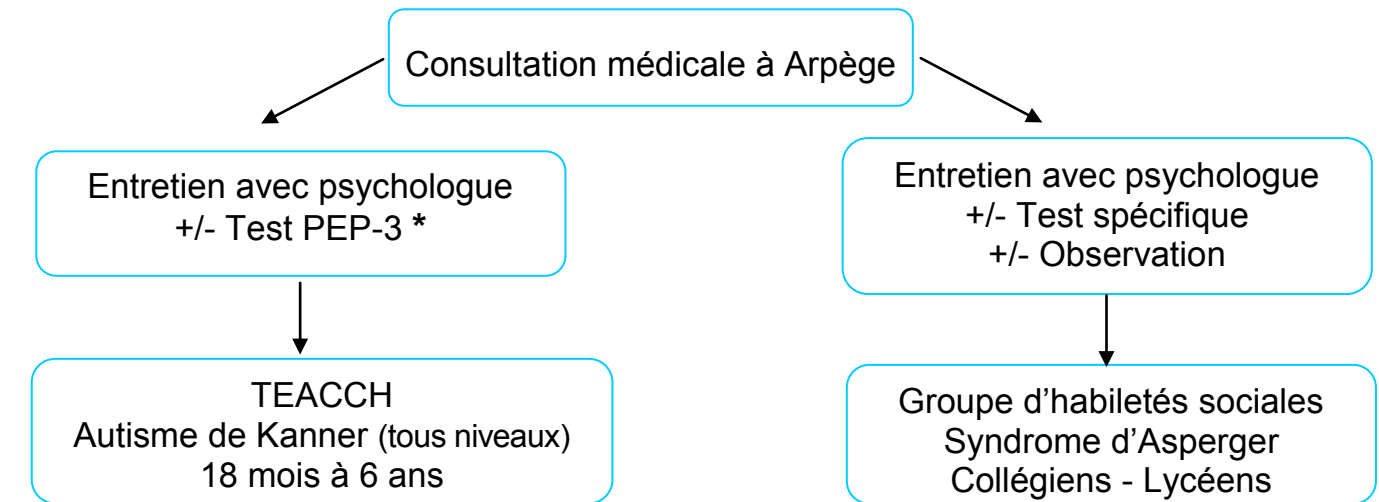 Consultation médicale à Arpège
Entretien avec psychologue
+/- Test PEP-3 *
Entretien avec psychologue
+/- Test spécifique
+/- Observation
TEACCH
Autisme de Kanner (tous niveaux)
18 mois à 6 ans
Groupe d’habiletés sociales
Syndrome d’Asperger
Collégiens - Lycéens